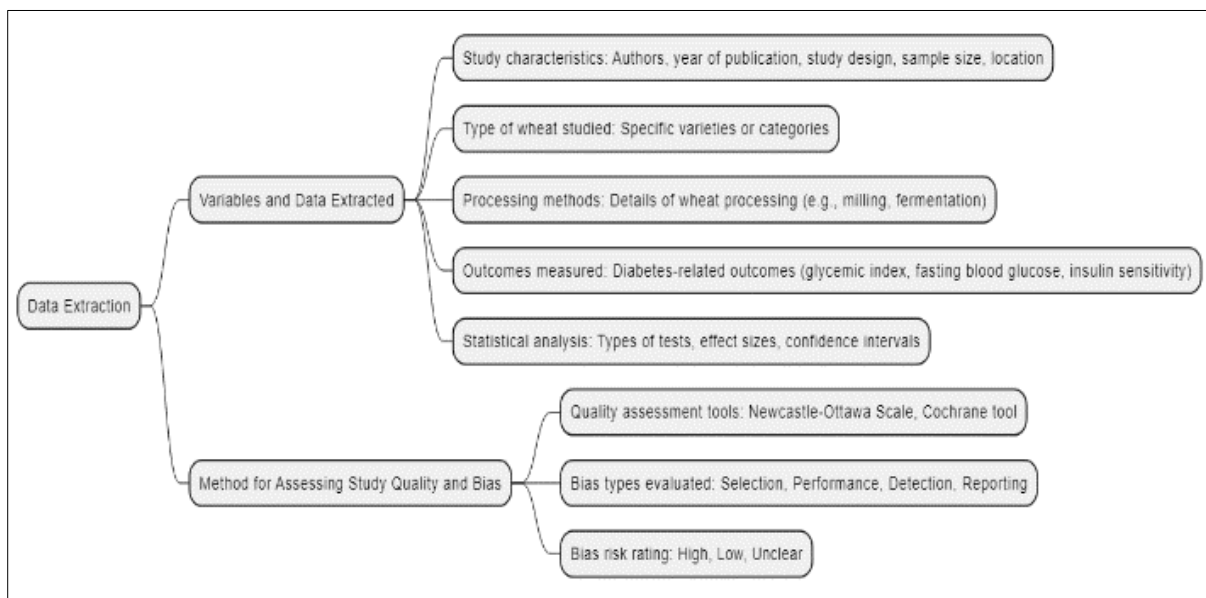 Data Extraction
Variables and Data Extracted
Study characteristics: Authors, year of publication, study design, sample size, location
Type of wheat studied: Specific varieties or categories
Processing methods: Details of wheat processing (e.g., milling, fermentation)
Outcomes measured: Diabetes-related outcomes (glycemic index, fasting blood glucose, insulin sensitivity)
Statistical analysis: Types of tests, effect sizes, confidence intervals
Method for Assessing Study Quality and Bias
Quality assessment tools: Newcastle-Ottawa Scale, Cochrane tool
Bias types evaluated: Selection, Performance, Detection, Reporting
Bias risk rating: High, Low, Unclear